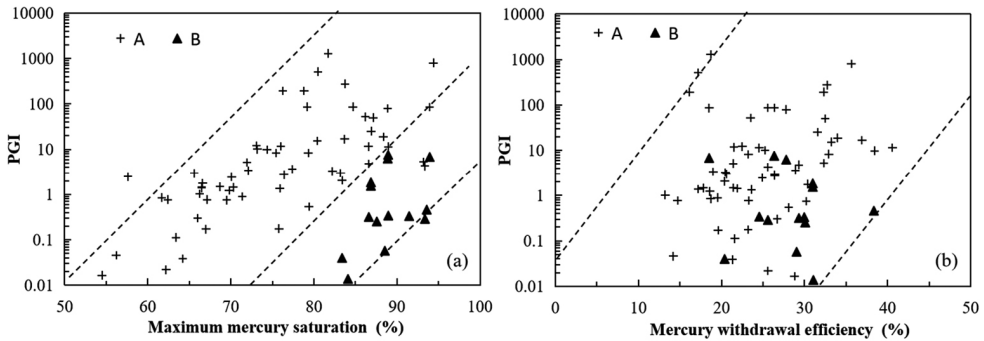 10000
1000
100
10
1
0.1
0.01
PGI
+ A ▲ B
(a)
50 60 70 80 90 100
Maximum mercury saturation (%)
10000
1000
100
10
1
0.1
0.01
PGI
+ A ▲ B
(b)
0 10 20 30 40 50
Mercury withdrawal efficiency (%)